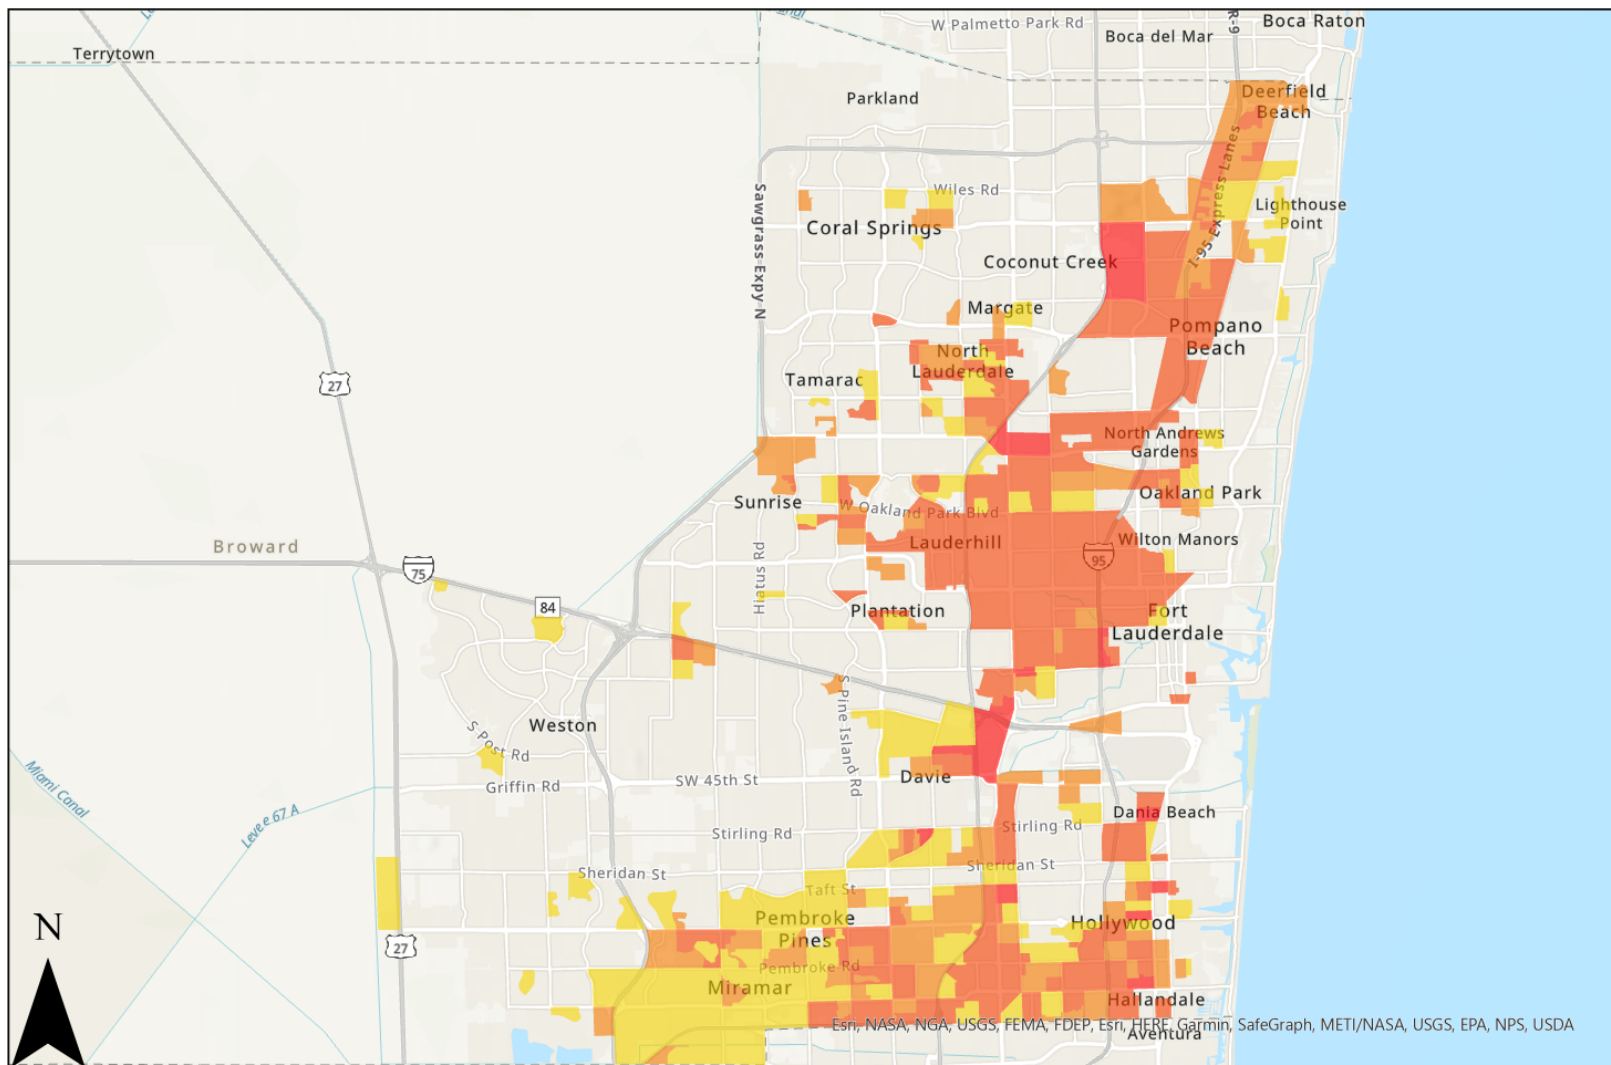 W Palmetto Park Rd
Boca Raton
Boca del Mar
Terrytown
Parkland
Deerfield
Beach
I-95 Express Lanes
Wiles Rd
Lighthouse
Point
Sawgrass Expy N
Coral Springs
Coconut Creek
Margate
Pompano
Beach
North
Lauderdale
27
Tamarac
North Andrews
Gardens
Sunrise
W Oakland Park Blvd
Oakland Park
Broward
Lauderhill
Wilton Manors
95
75
Hiatus Rd
84
Plantation
Fort
Lauderdale
S Pine Island Rd
Weston
S Post Rd
Miami Canal
Griffin Rd
SW 45th St
Davie
Levee 67 A
Dania Beach
Stirling Rd
Stirling Rd
Sheridan St
Sheridan St
Taft St
N
Pembroke
Pines
Hollywood
27
Pembroke Rd
Miramar
Hallandale
Esri, NASA, NGA, USGS, FEMA, FDEP, Esri, HERE, Garmin, SafeGraph, METI/NASA, USGS, EPA, NPS, USDA
Aventura